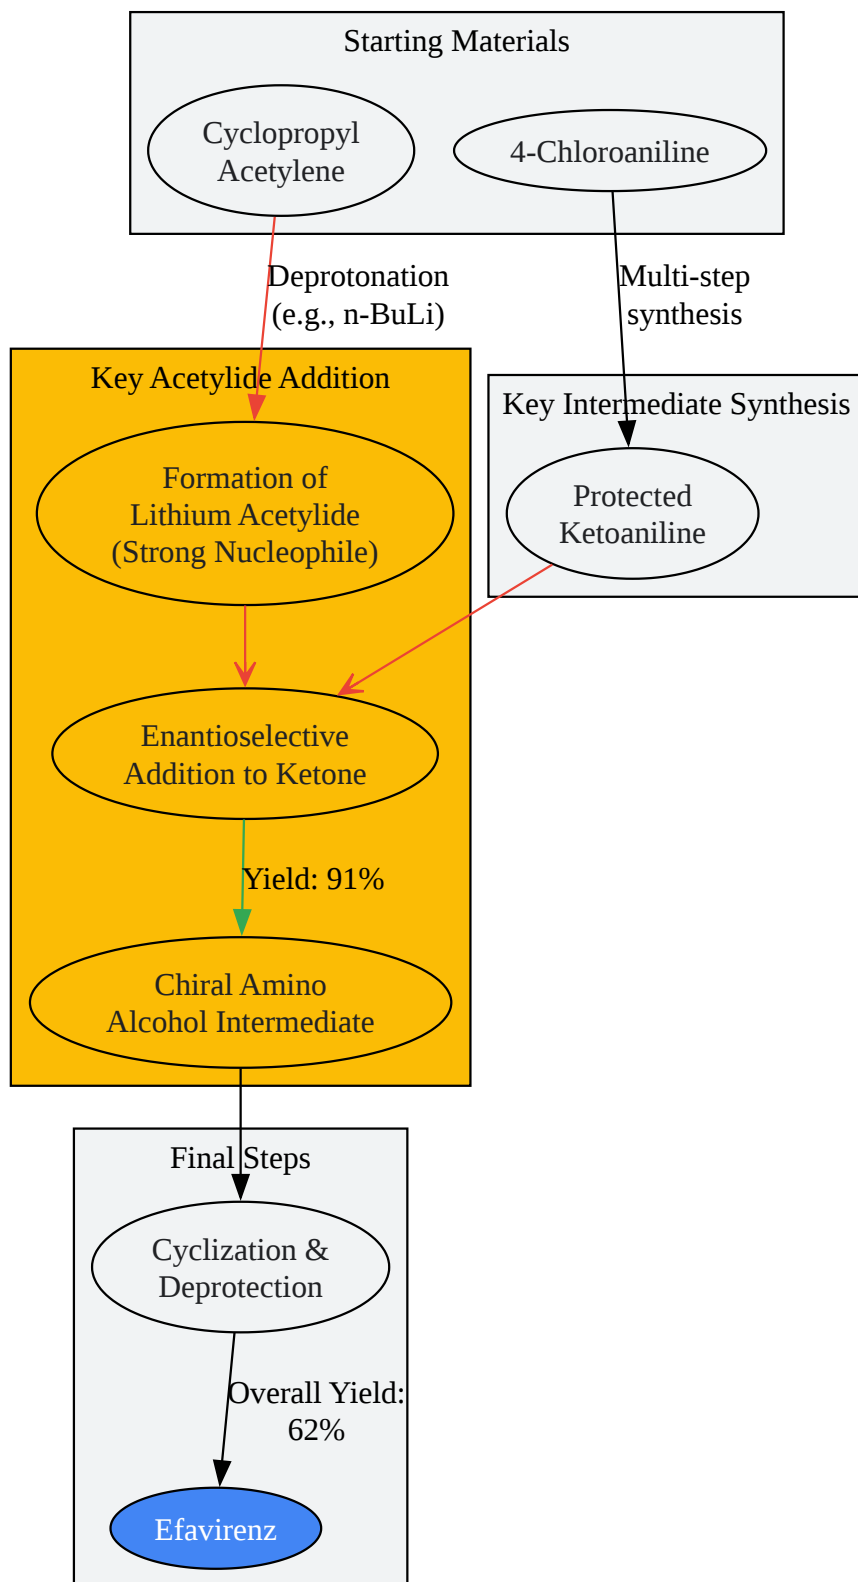 Starting Materials
Cyclopropyl
Acetylene
4-Chloroaniline
Deprotonation
(e.g., n-BuLi)
Multi-step
synthesis
Key Acetylide Addition
Key Intermediate Synthesis
Formation of
Lithium Acetylide
(Strong Nucleophile)
Protected
Ketoaniline
Enantioselective
Addition to Ketone
Yield: 91%
Chiral Amino
Alcohol Intermediate
Final Steps
Cyclization &
Deprotection
Overall Yield:
62%
Efavirenz